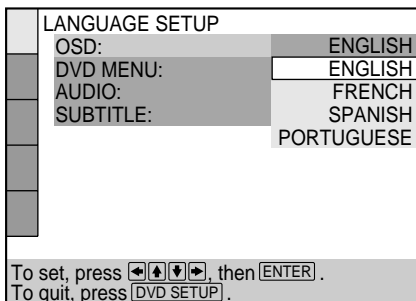 LANGUAGE SETUP
OSD: ENGLISH
DVD MENU: ENGLISH
AUDIO: FRENCH
SUBTITLE: SPANISH
PORTUGUESE
To set, press ←↑↓→, then ENTER.
To quit, press DVD SETUP.